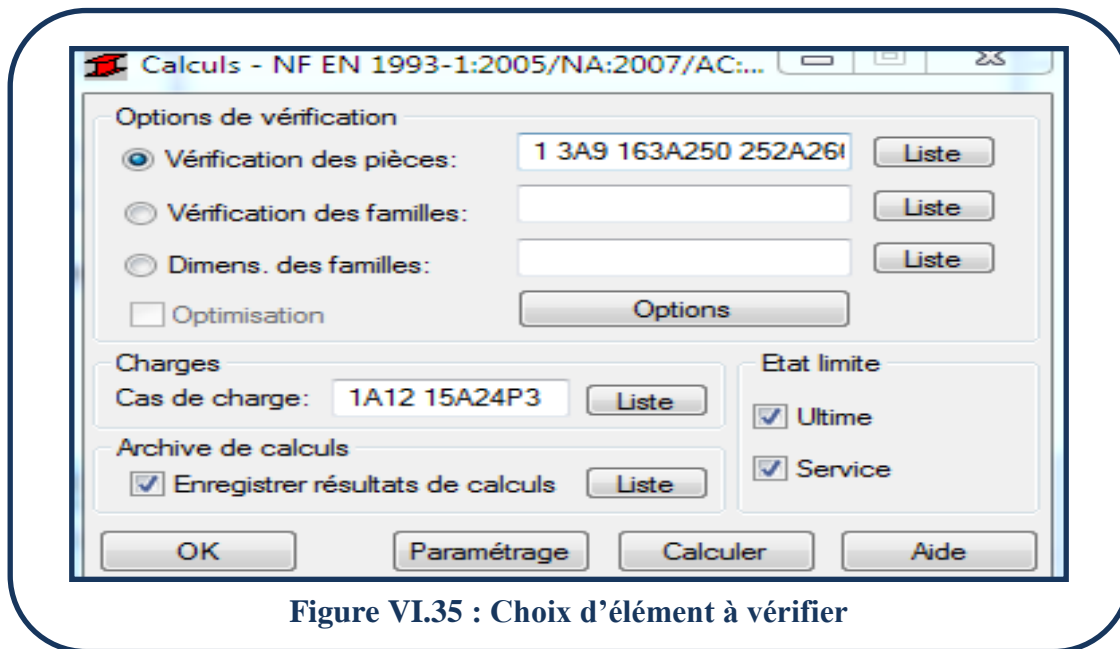 Calculs - NF EN 1993-1:2005/NA:2007/AC:...
Options de vérification
Vérification des pièces: 1 3A9 163A250 252A26 Liste
Vérification des familles: Liste
Dimens. des familles: Liste
Optimisation Options
Charges
Cas de charge: 1A12 15A24P3 Liste
Archive de calculs
Enregistrer résultats de calculs Liste
Etat limite
Ultime
Service
OK Paramétrage Calculer Aide
Figure VI.35 : Choix d'élément à vérifier